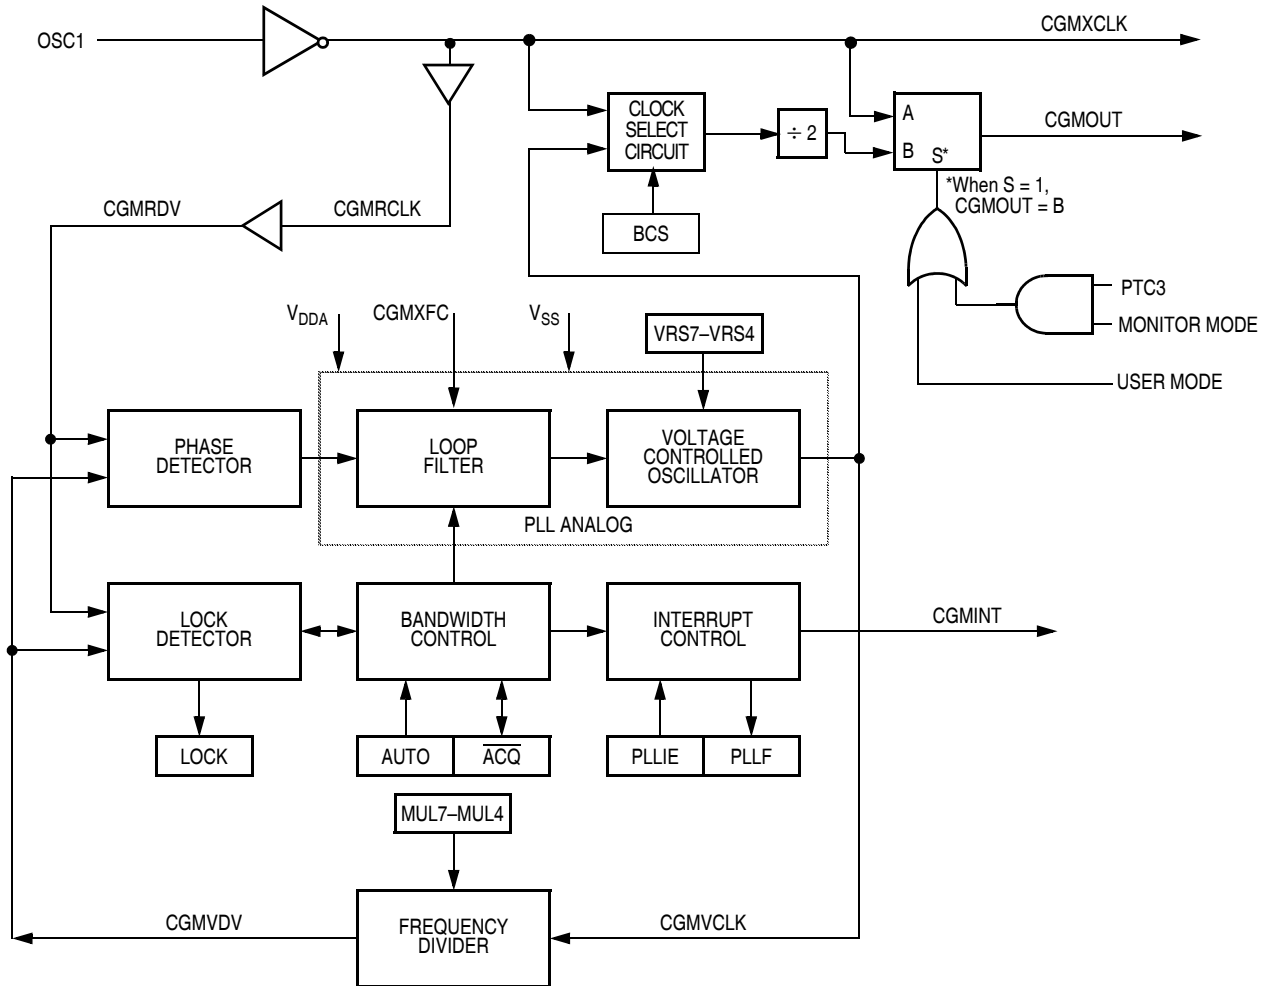 OSC1
CGMXCLK
CLOCK
SELECT
CIRCUIT
÷ 2
A
B
S*
CGMOUT
*When S = 1,
CGMOUT = B
CGMRDV
CGMRCLK
BCS
PTC3
MONITOR MODE
USER MODE
VDDA
CGMXFC
VSS
VRS7–VRS4
PHASE
DETECTOR
LOOP
FILTER
VOLTAGE
CONTROLLED
OSCILLATOR
PLL ANALOG
LOCK
DETECTOR
BANDWIDTH
CONTROL
INTERRUPT
CONTROL
CGMINT
LOCK
AUTO
ACQ
PLLIE
PLLF
MUL7–MUL4
CGMVDV
FREQUENCY
DIVIDER
CGMVCLK